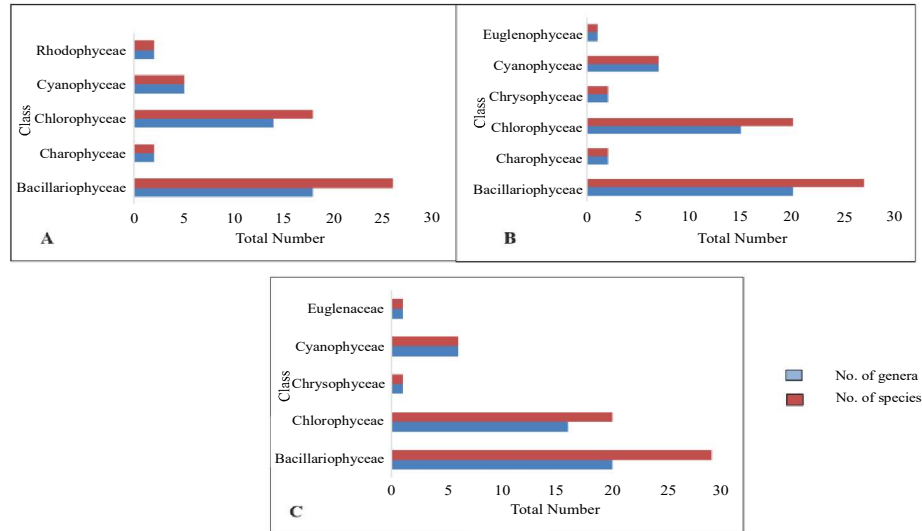 Rhodophyceae
Cyanophyceae
Chlorophyceae
Charophyceae
Bacillariophyceae
Class
0 5 10 15 20 25 30
Total Number
A
Euglenophyceae
Cyanophyceae
Chrysophyceae
Chlorophyceae
Charophyceae
Bacillariophyceae
Class
0 5 10 15 20 25 30
Total Number
B
Euglenaceae
Cyanophyceae
Chrysophyceae
Chlorophyceae
Bacillariophyceae
Class
0 5 10 15 20 25 30
Total Number
C
No. of genera
No. of species